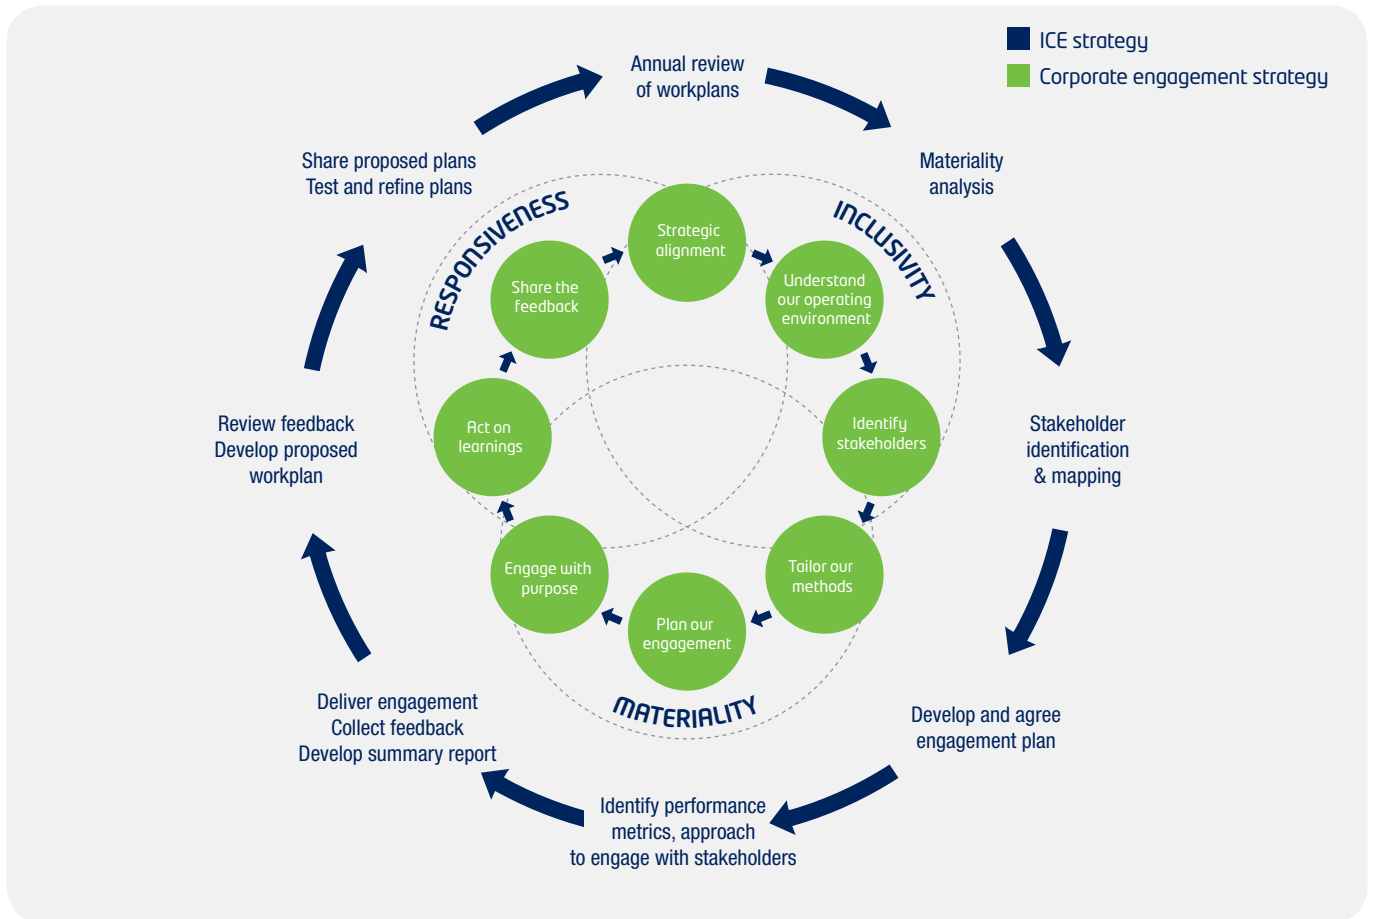 ICE strategy
Corporate engagement strategy
Annual review
of workplans
Materiality
analysis
Stakeholder
identification
& mapping
Develop and agree
engagement plan
Identify performance
metrics, approach
to engage with stakeholders
Deliver engagement
Collect feedback
Develop summary report
Review feedback
Develop proposed
workplan
Share proposed plans
Test and refine plans
RESPONSIVENESS
INCLUSIVITY
MATERIALITY
Strategic
alignment
Understand
our operating
environment
Identify
stakeholders
Tailor our
methods
Plan our
engagement
Engage with
purpose
Act on
learnings
Share the
feedback